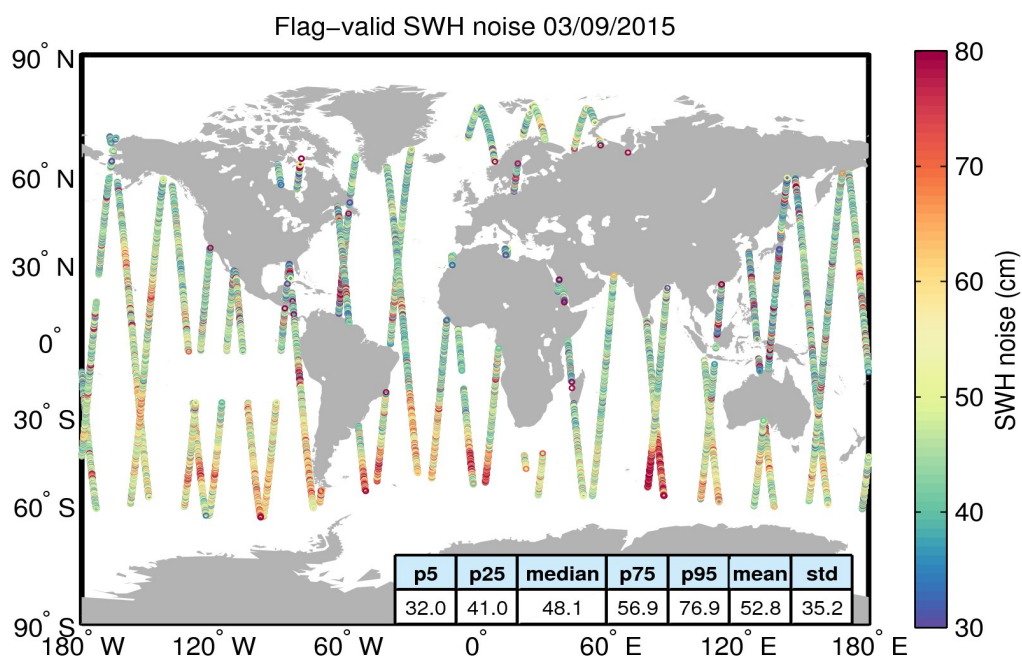 Flag−valid SWH noise 03/09/2015
90° N
60° N
30° N
0°
30° S
60° S
90° S
180° W
120° W
60° W
0°
60° E
120° E
180° E
p5 p25 median p75 p95 mean std
32.0 41.0 48.1 56.9 76.9 52.8 35.2
80
70
60
50
40
30
SWH noise (cm)